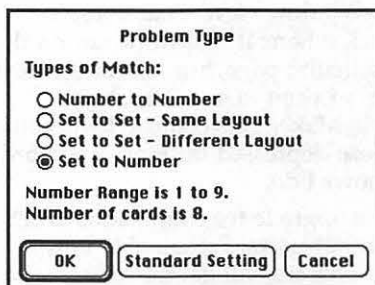 Problem Type
Types of Match:
Number to Number
Set to Set - Same Layout
Set to Set - Different Layout
Set to Number
Number Range is 1 to 9.
Number of cards is 8.
OK
Standard Setting
Cancel